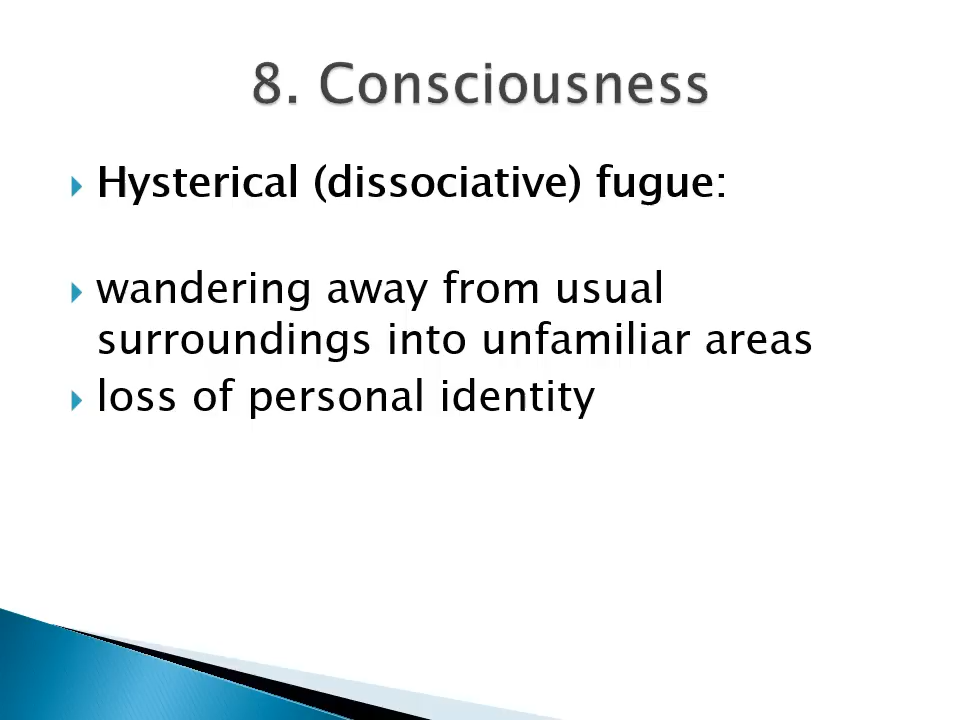 8. Consciousness
Hysterical (dissociative) fugue:
wandering away from usual
surroundings into unfamiliar areas
loss of personal identity